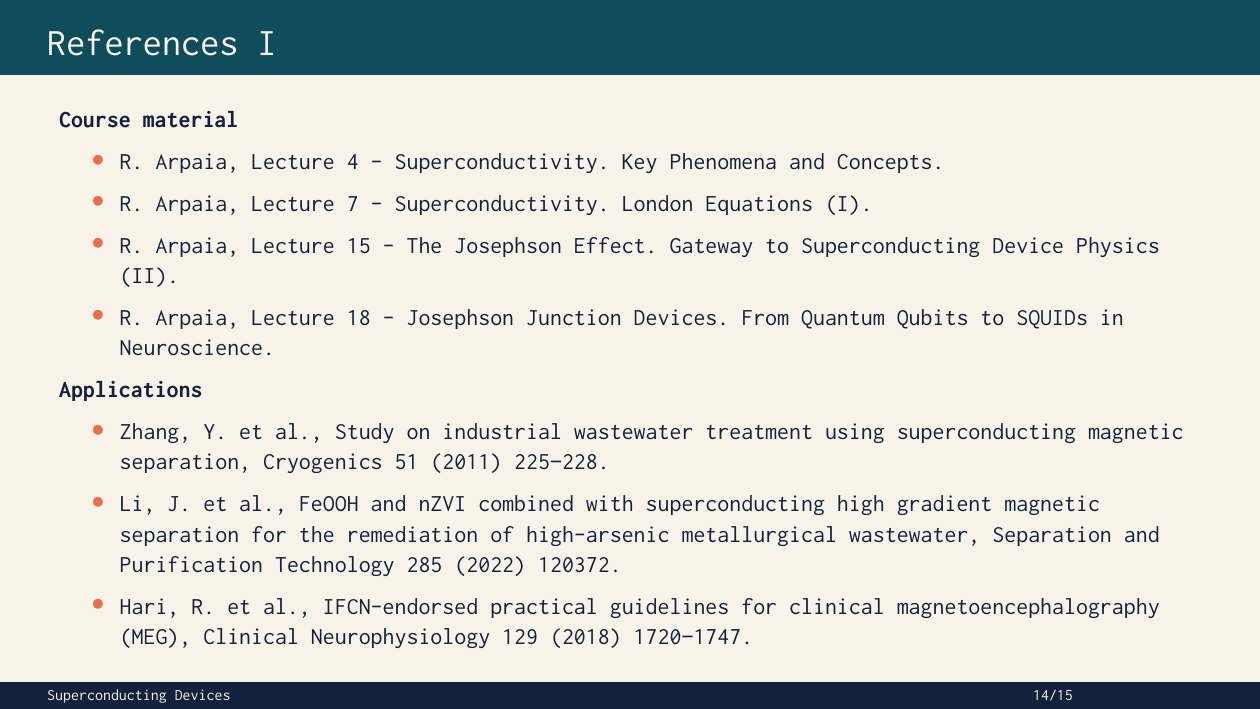 References I
Course material
R. Arpaia, Lecture 4 – Superconductivity. Key Phenomena and Concepts.
R. Arpaia, Lecture 7 – Superconductivity. London Equations (I).
R. Arpaia, Lecture 15 – The Josephson Effect. Gateway to Superconducting Device Physics
(II).
R. Arpaia, Lecture 18 – Josephson Junction Devices. From Quantum Qubits to SQUIDs in
Neuroscience.
Applications
Zhang, Y. et al., Study on industrial wastewater treatment using superconducting magnetic
separation, Cryogenics 51 (2011) 225–228.
Li, J. et al., FeOOH and nZVI combined with superconducting high gradient magnetic
separation for the remediation of high-arsenic metallurgical wastewater, Separation and
Purification Technology 285 (2022) 120372.
Hari, R. et al., IFCN-endorsed practical guidelines for clinical magnetoencephalography
(MEG), Clinical Neurophysiology 129 (2018) 1720–1747.
Superconducting Devices
14/15